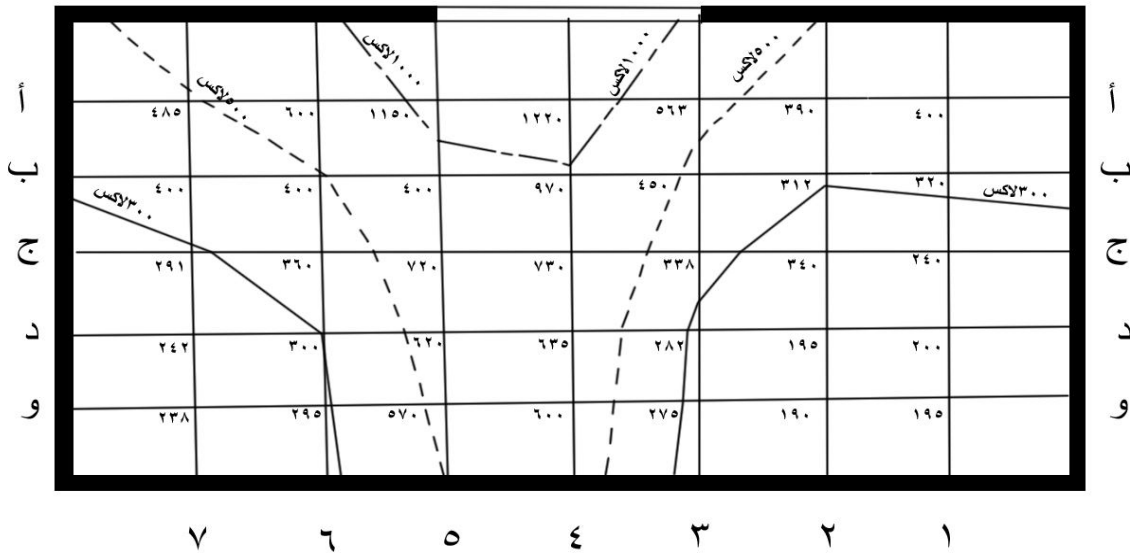 ١٠٠٠لاكس
١٠٠٠لاكس
٥٠٠لاكس
٥٠٠لاكس
أ ٤٠٠ ٣٩٠ ٥٦٣ ١٢٢٠ ١١٥٠ ٦٠٠ ٤٨٥ أ
ب ٣٢٠ ٣١٢ ٤٥٠ ٩٧٠ ٤٠٠ ٤٠٠ ٤٠٠ ب
٣٠٠لاكس ٣٠٠لاكس
ج ٢٤٠ ٣٤٠ ٣٣٨ ٧٣٠ ٧٢٠ ٣٦٠ ٢٩١ ج
د ٢٠٠ ١٩٥ ٢٨٢ ٦٣٥ ٦٢٠ ٣٠٠ ٢٤٢ د
و ١٩٥ ١٩٠ ٢٧٥ ٦٠٠ ٥٧٠ ٢٩٥ ٢٣٨ و
١ ٢ ٣ ٤ ٥ ٦ ٧